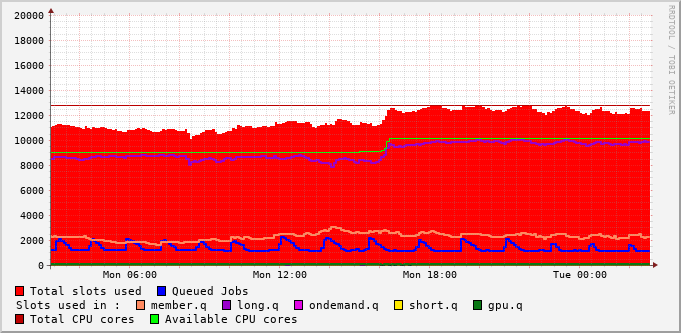 20000
18000
16000
14000
12000
10000
8000
6000
4000
2000
0
Mon 06:00 Mon 12:00 Mon 18:00 Tue 00:00
RRDTOOL / TOBI OETIKER
Total slots used Queued Jobs
Slots used in : member.q long.q ondemand.q short.q gpu.q
Total CPU cores Available CPU cores